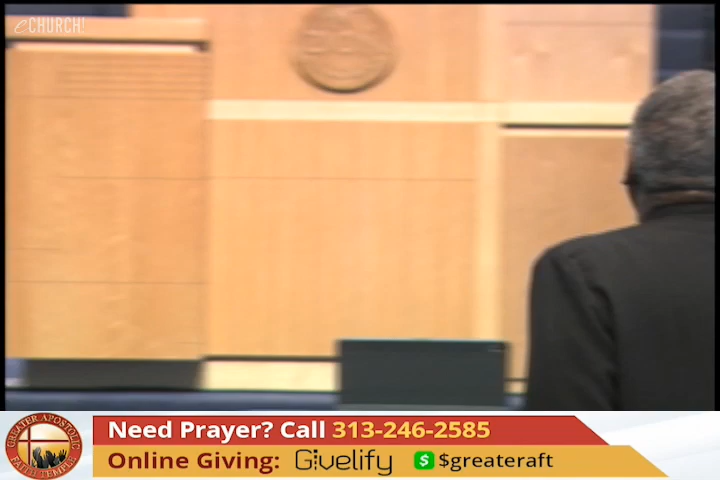 eCHURCH!
Need Prayer? Call 313-246-2585
Online Giving: Givelify $greateraft
GREATER APOSTOLIC
FAITH TEMPLE